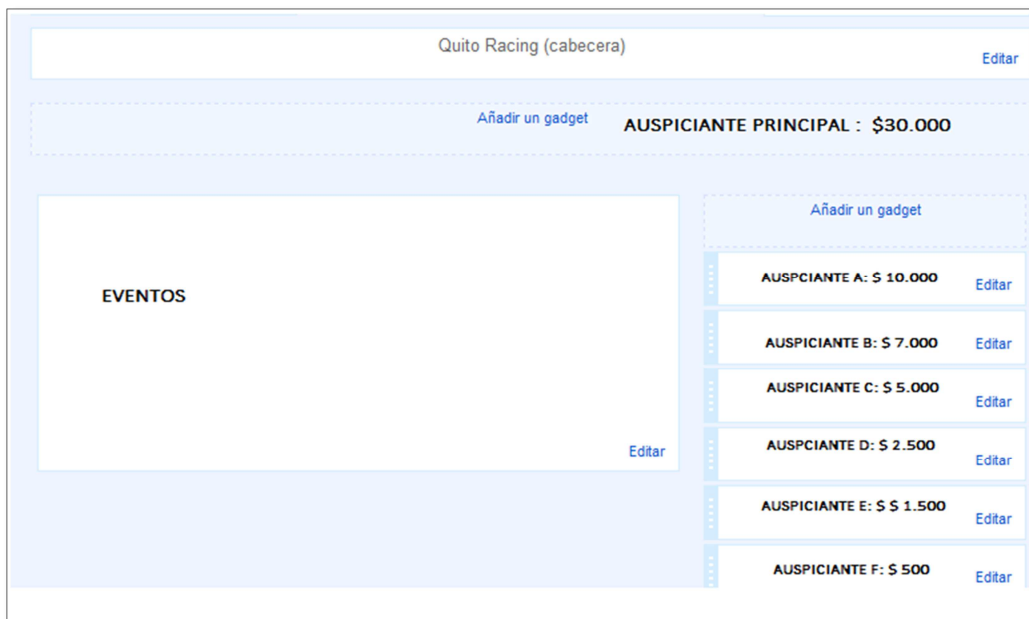 Quito Racing (cabecera)
Editar
Añadir un gadget
AUSPICIANTE PRINCIPAL : $30.000
EVENTOS
Editar
Añadir un gadget
AUSPCIANTE A: $ 10.000
Editar
AUSPICIANTE B: $ 7.000
Editar
AUSPICIANTE C: $ 5.000
Editar
AUSPCIANTE D: $ 2.500
Editar
AUSPICIANTE E: $ $ 1.500
Editar
AUSPICIANTE F: $ 500
Editar